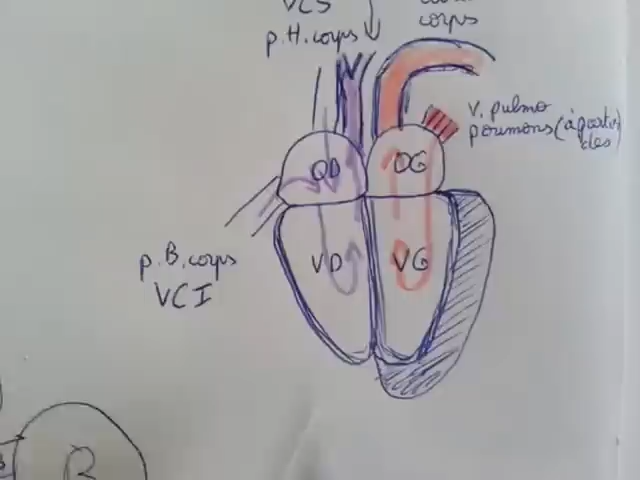 VCS
p.H.corps
corps
V. pulmo
poumons (à partir
des)
OD
OG
VD
VG
p.B.corps
VCI
B